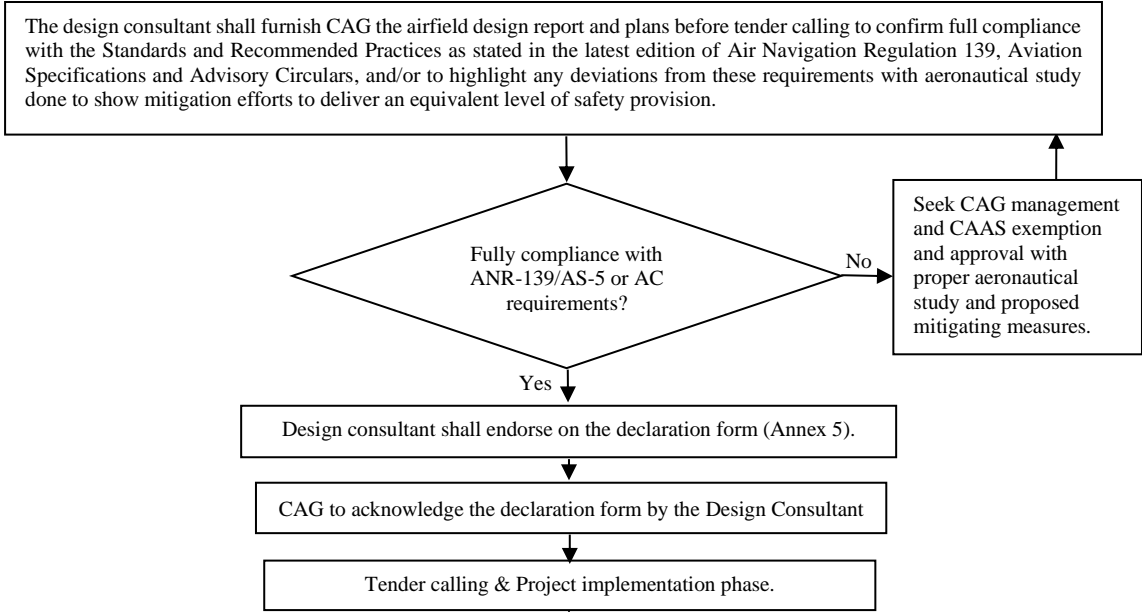 The design consultant shall furnish CAG the airfield design report and plans before tender calling to confirm full compliance
with the Standards and Recommended Practices as stated in the latest edition of Air Navigation Regulation 139, Aviation
Specifications and Advisory Circulars, and/or to highlight any deviations from these requirements with aeronautical study
done to show mitigation efforts to deliver an equivalent level of safety provision.
Fully compliance with
ANR-139/AS-5 or AC
requirements?
No
Seek CAG management
and CAAS exemption
and approval with
proper aeronautical
study and proposed
mitigating measures.
Yes
Design consultant shall endorse on the declaration form (Annex 5).
CAG to acknowledge the declaration form by the Design Consultant
Tender calling & Project implementation phase.